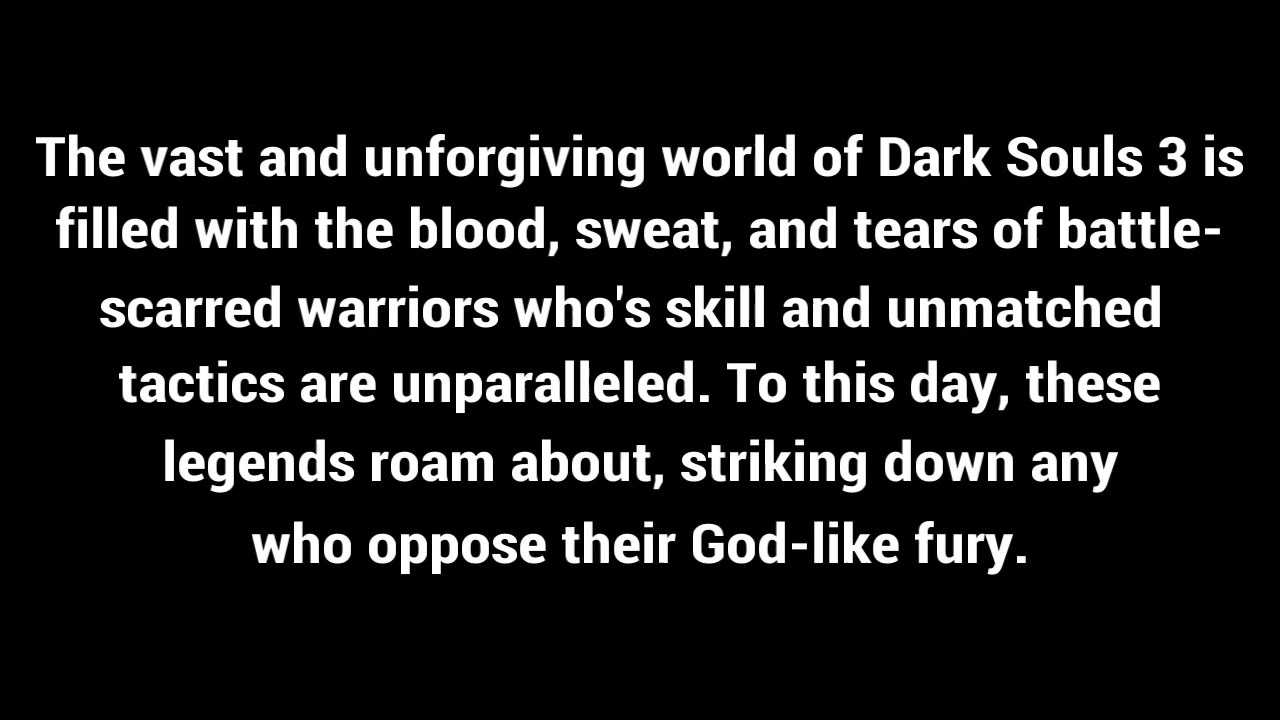 The vast and unforgiving world of Dark Souls 3 is
filled with the blood, sweat, and tears of battle-
scarred warriors who's skill and unmatched
tactics are unparalleled. To this day, these
legends roam about, striking down any
who oppose their God-like fury.